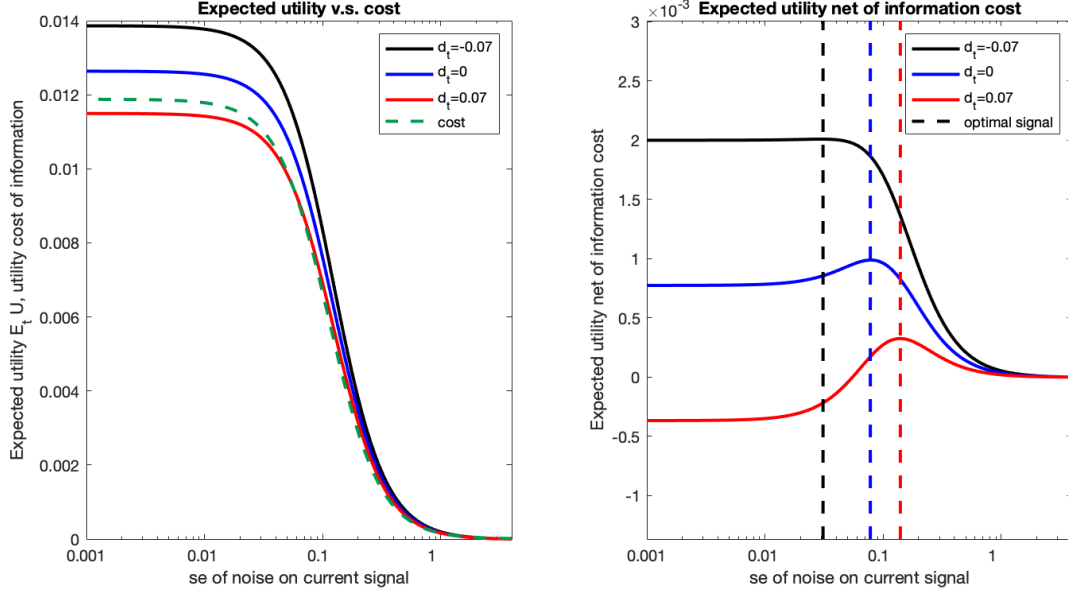 Expected utility v.s. cost
0.014
0.012
0.01
0.008
0.006
0.004
0.002
0
Expected utility E_t U, utility cost of information
d_t=-0.07
d_t=0
d_t=0.07
cost
0.001
0.01
0.1
1
se of noise on current signal
Expected utility net of information cost
×10^-3
3
2.5
2
1.5
1
0.5
0
-0.5
-1
Expected utility net of information cost
d_t=-0.07
d_t=0
d_t=0.07
optimal signal
0.001
0.01
0.1
1
se of noise on current signal